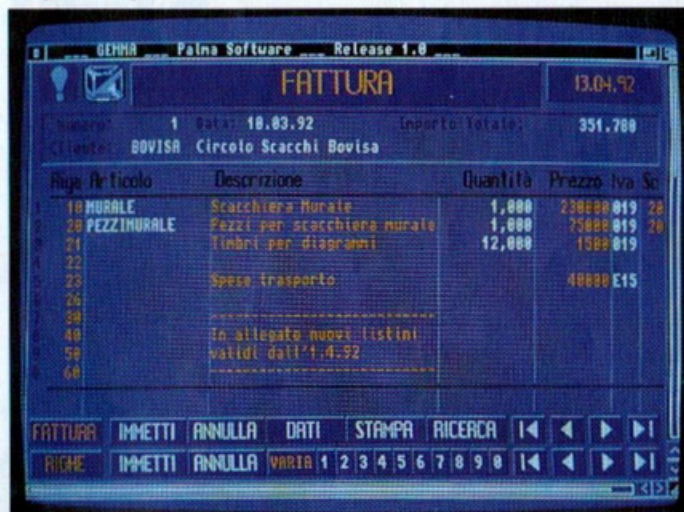 GEMMA ___ Palma Software ___ Release 1.0
FATTURA 13.04.92
Numero: 1 Data: 10.03.92 Importo Totale: 351.780
Cliente: BOVISA Circolo Scacchi Bovisa
Riga Articolo Descrizione Quantità Prezzo Iva Sc
10 MURALE Scacchiera Murale 1,000 230000 019 20
20 PEZZIMURALE Pezzi per scacchiera murale 1,000 75000 019 20
21 Timbri per diagrammi 12,000 1500 019
22
23 Spese trasporto 40000 E15
26
30 --------------------------
40 In allegato nuovi listini
50 validi dall'1.4.92
60 --------------------------
FATTURA IMMETTI ANNULLA DATI STAMPA RICERCA
RIGHE IMMETTI ANNULLA VARIA 1 2 3 4 5 6 7 8 9 0